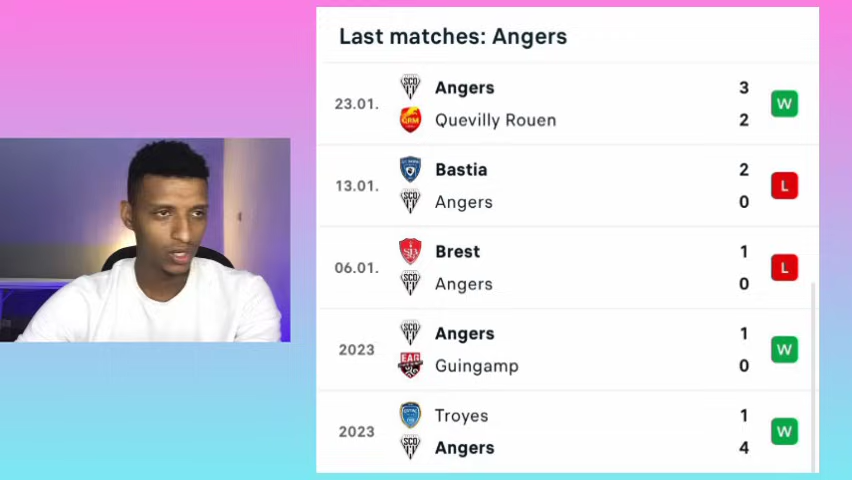 Last matches: Angers
23.01.
Angers 3
Quevilly Rouen 2
W
13.01.
Bastia 2
Angers 0
L
06.01.
Brest 1
Angers 0
L
2023
Angers 1
Guingamp 0
W
2023
Troyes 1
Angers 4
W